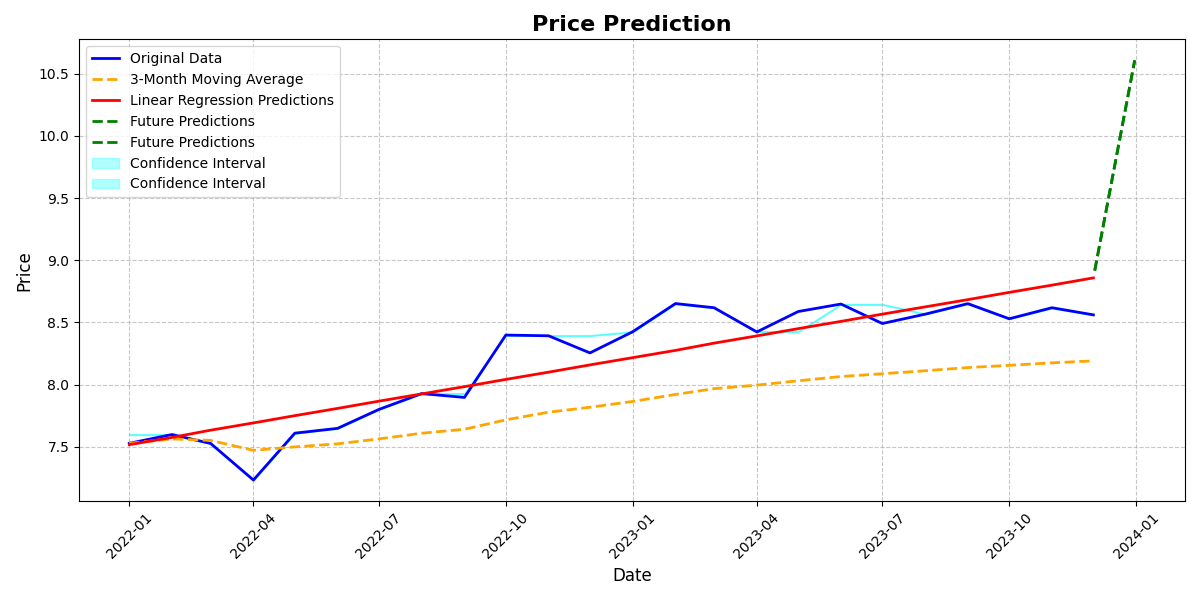 Price Prediction
Original Data
3-Month Moving Average
Linear Regression Predictions
Future Predictions
Future Predictions
Confidence Interval
Confidence Interval
Price
10.5
10.0
9.5
9.0
8.5
8.0
7.5
2022-01
2022-04
2022-07
2022-10
2023-01
2023-04
2023-07
2023-10
2024-01
Date